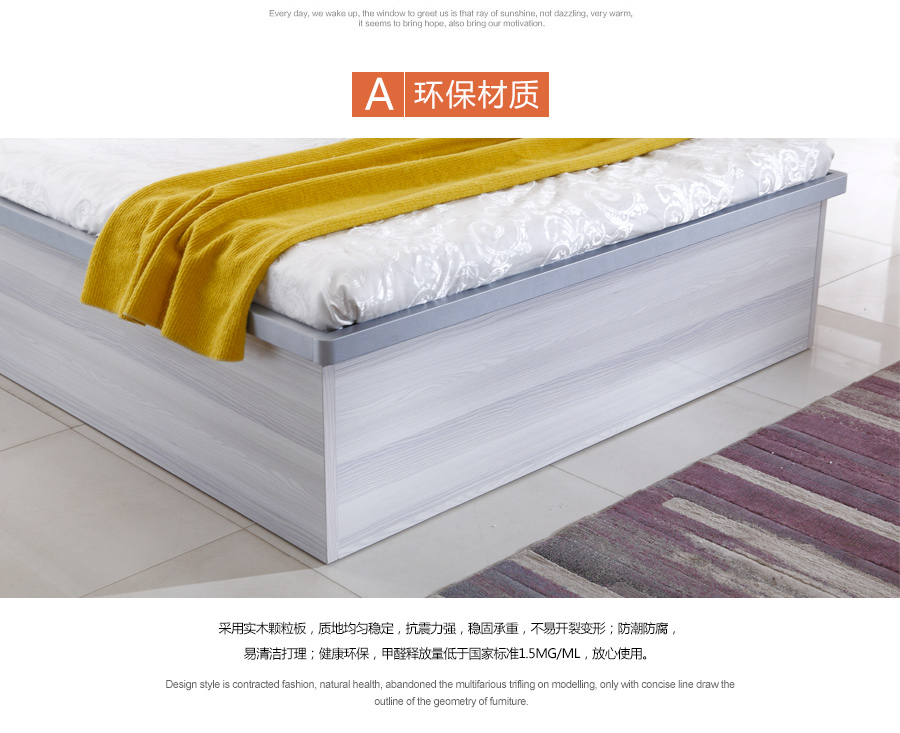 Every day, we wake up, the window to greet us is that ray of sunshine, not dazzling, very warm,
it seems to bring hope, also bring our motivation.
A 环保材质
采用实木颗粒板，质地均匀稳定，抗震力强，稳固承重，不易开裂变形；防潮防腐，
易清洁打理；健康环保，甲醛释放量低于国家标准1.5MG/ML，放心使用。
Design style is contracted fashion, natural health, abandoned the multifarious trifling on modelling, only with concise line draw the
outline of the geometry of furniture.